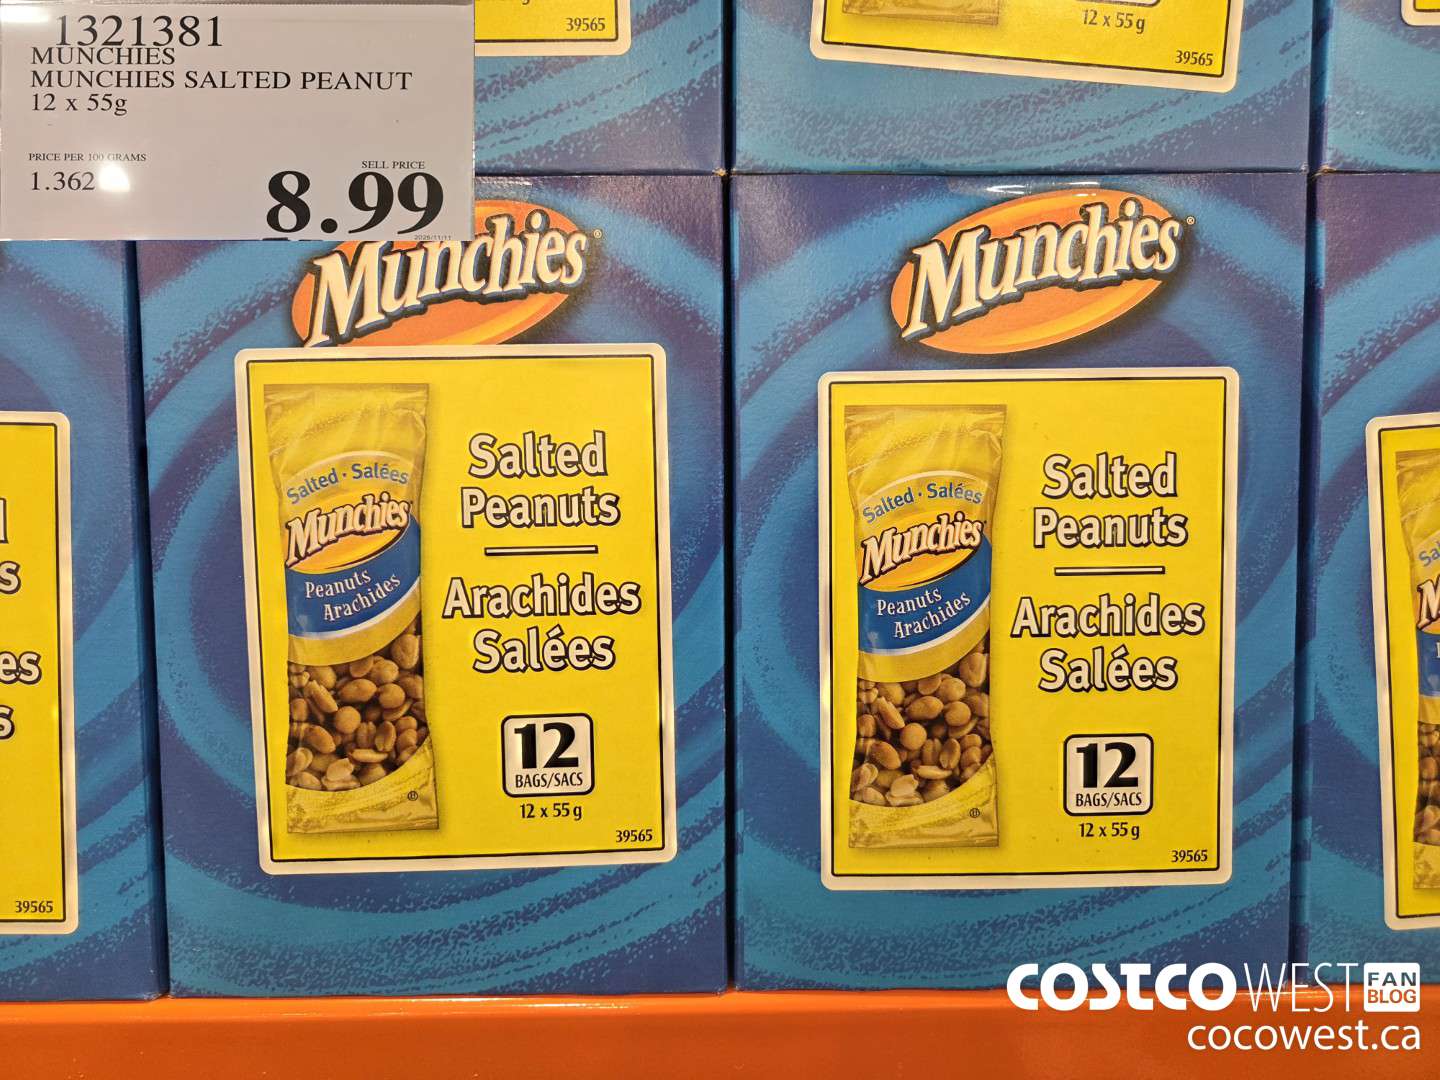 1321381
MUNCHIES
MUNCHIES SALTED PEANUT
12 x 55g
PRICE PER 100 GRAMS
1.362
SELL PRICE
8.99
39565
12 x 55 g
39565
Munchies®
Salted · Salées
Munchies
Peanuts
Arachides
Salted
Peanuts
Arachides
Salées
12
BAGS/SACS
12 x 55 g
39565
Munchies®
Salted · Salées
Munchies
Peanuts
Arachides
Salted
Peanuts
Arachides
Salées
12
BAGS/SACS
12 x 55 g
39565
39565
COSTCO WEST FAN BLOG
cocowest.ca